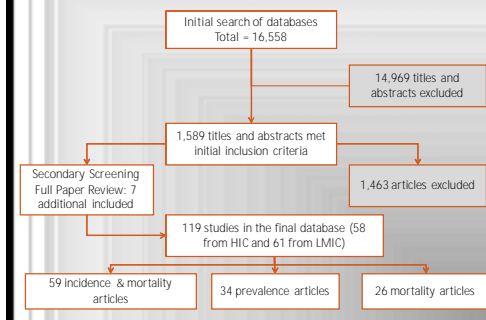 Initial search of databases
Total = 16,558
14,969 titles and
abstracts excluded
1,589 titles and abstracts met
initial inclusion criteria
Secondary Screening
Full Paper Review: 7
additional included
1,463 articles excluded
119 studies in the final database (58
from HIC and 61 from LMIC)
59 incidence & mortality
articles
34 prevalence articles
26 mortality articles